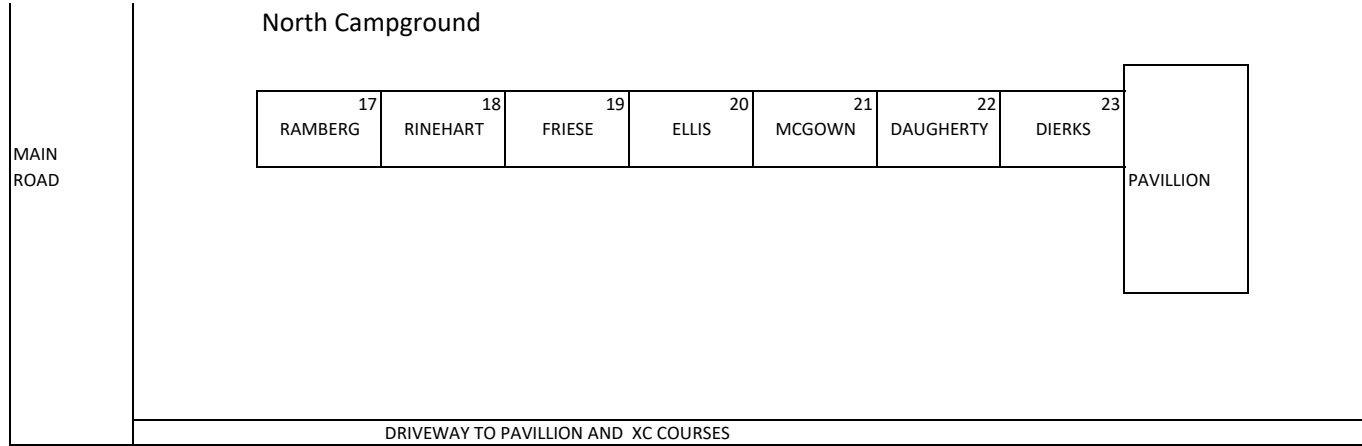 North Campground
17 18 19 20 21 22 23
RAMBERG RINEHART FRIESE ELLIS MCGOWN DAUGHERTY DIERKS
MAIN
ROAD
PAVILLION
DRIVEWAY TO PAVILLION AND XC COURSES